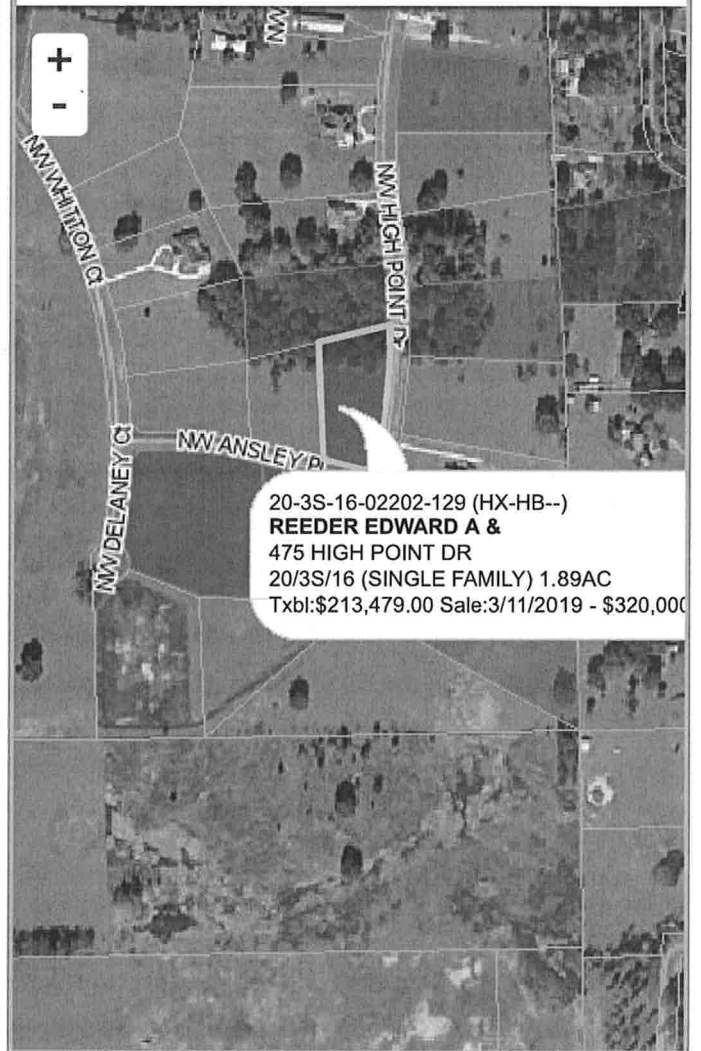 +
-
NW
NW WHITTON Ct
NW HIGH POINT Dr
NW DELANEY Ct
NW ANSLEY Pl
20-3S-16-02202-129 (HX-HB--)
REEDER EDWARD A &
475 HIGH POINT DR
20/3S/16 (SINGLE FAMILY) 1.89AC
Txbl:$213,479.00 Sale:3/11/2019 - $320,000